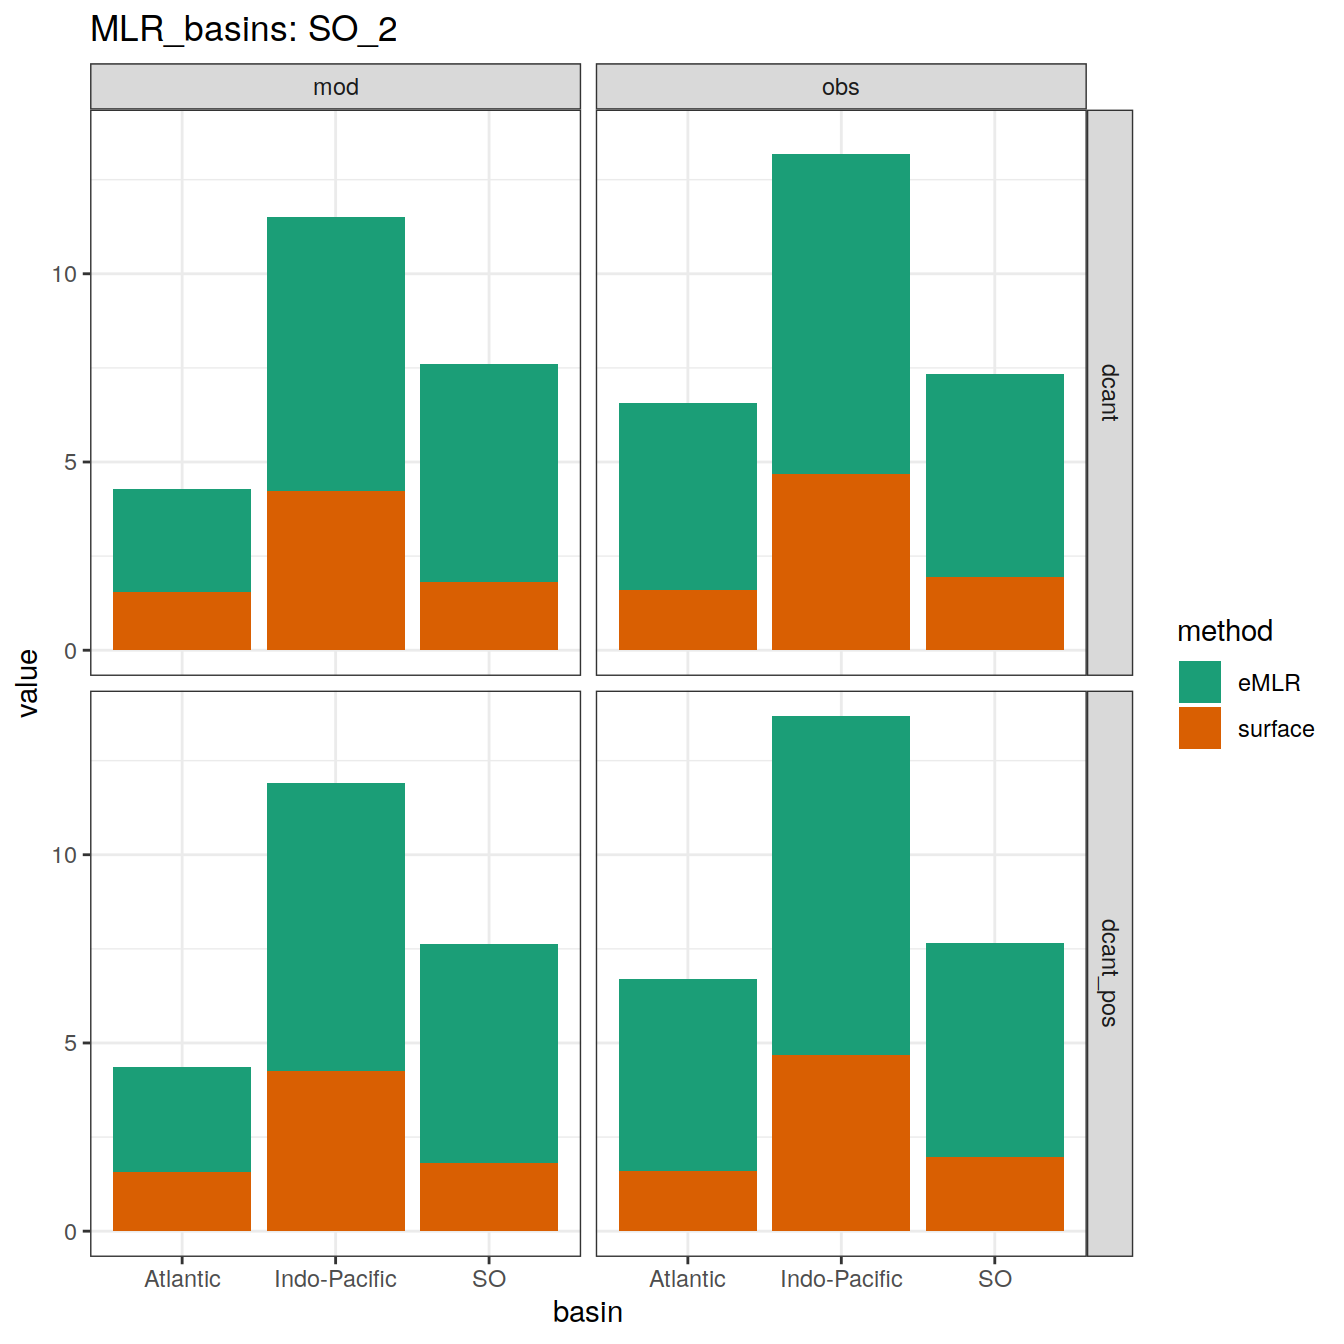 MLR_basins: SO_2
mod
obs
10
5
0
dcant
10
5
0
dcant_pos
value
Atlantic
Indo-Pacific
SO
Atlantic
Indo-Pacific
SO
basin
method
eMLR
surface